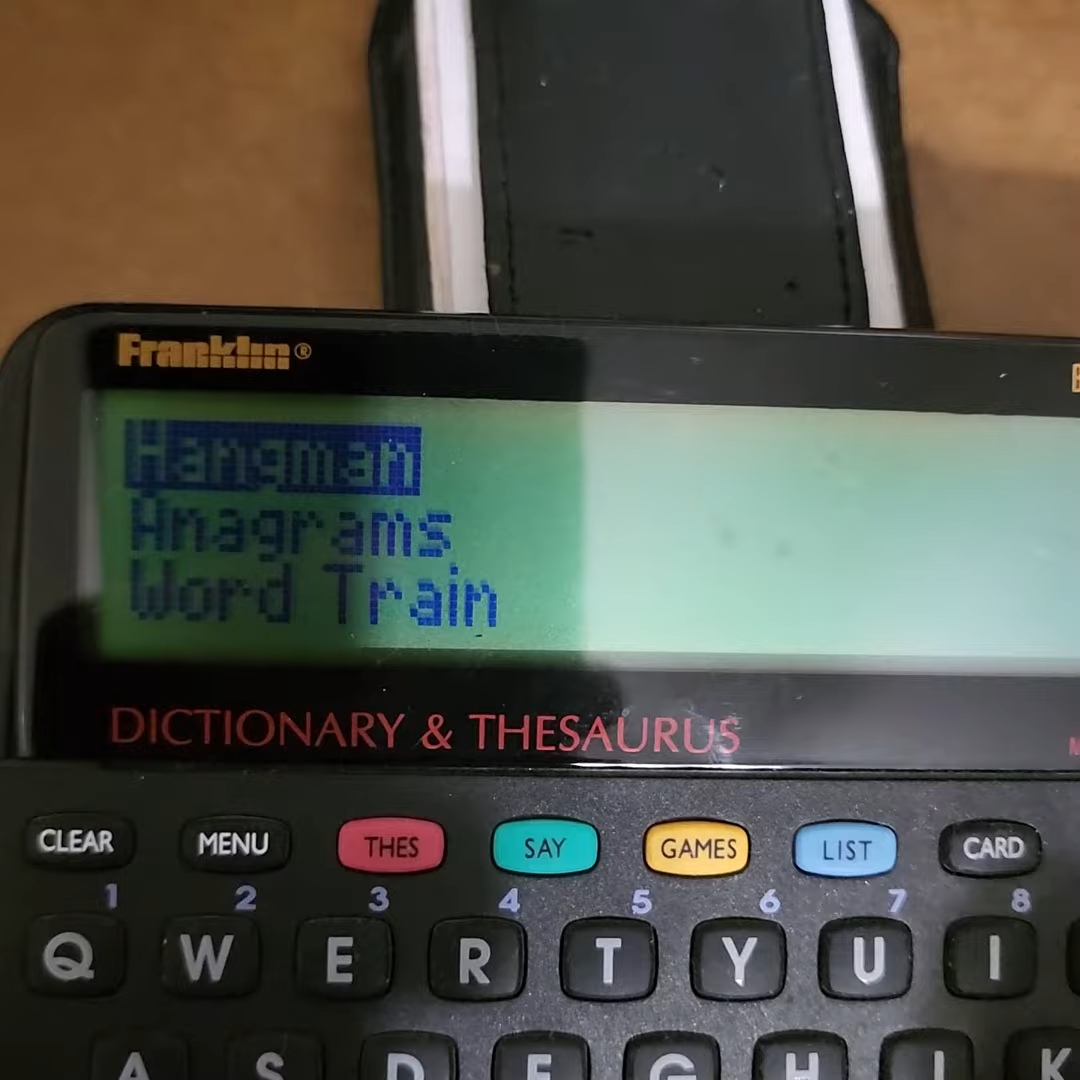 Franklin®
Hangman
Anagrams
Word Train
DICTIONARY & THESAURUS
CLEAR MENU THES SAY GAMES LIST CARD
1 2 3 4 5 6 7 8
Q W E R T Y U I
A S D F G H J K